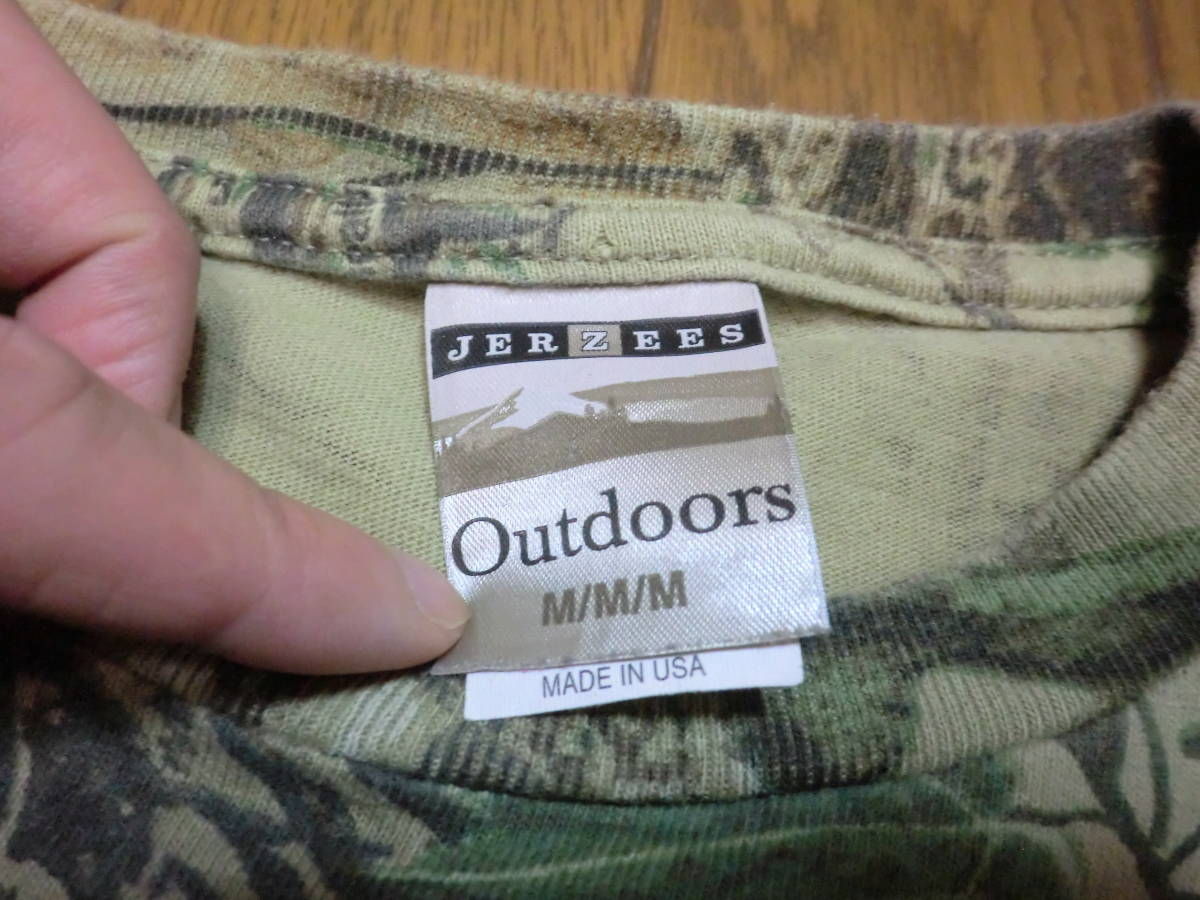 JERZEES
Outdoors
M/M/M
MADE IN USA